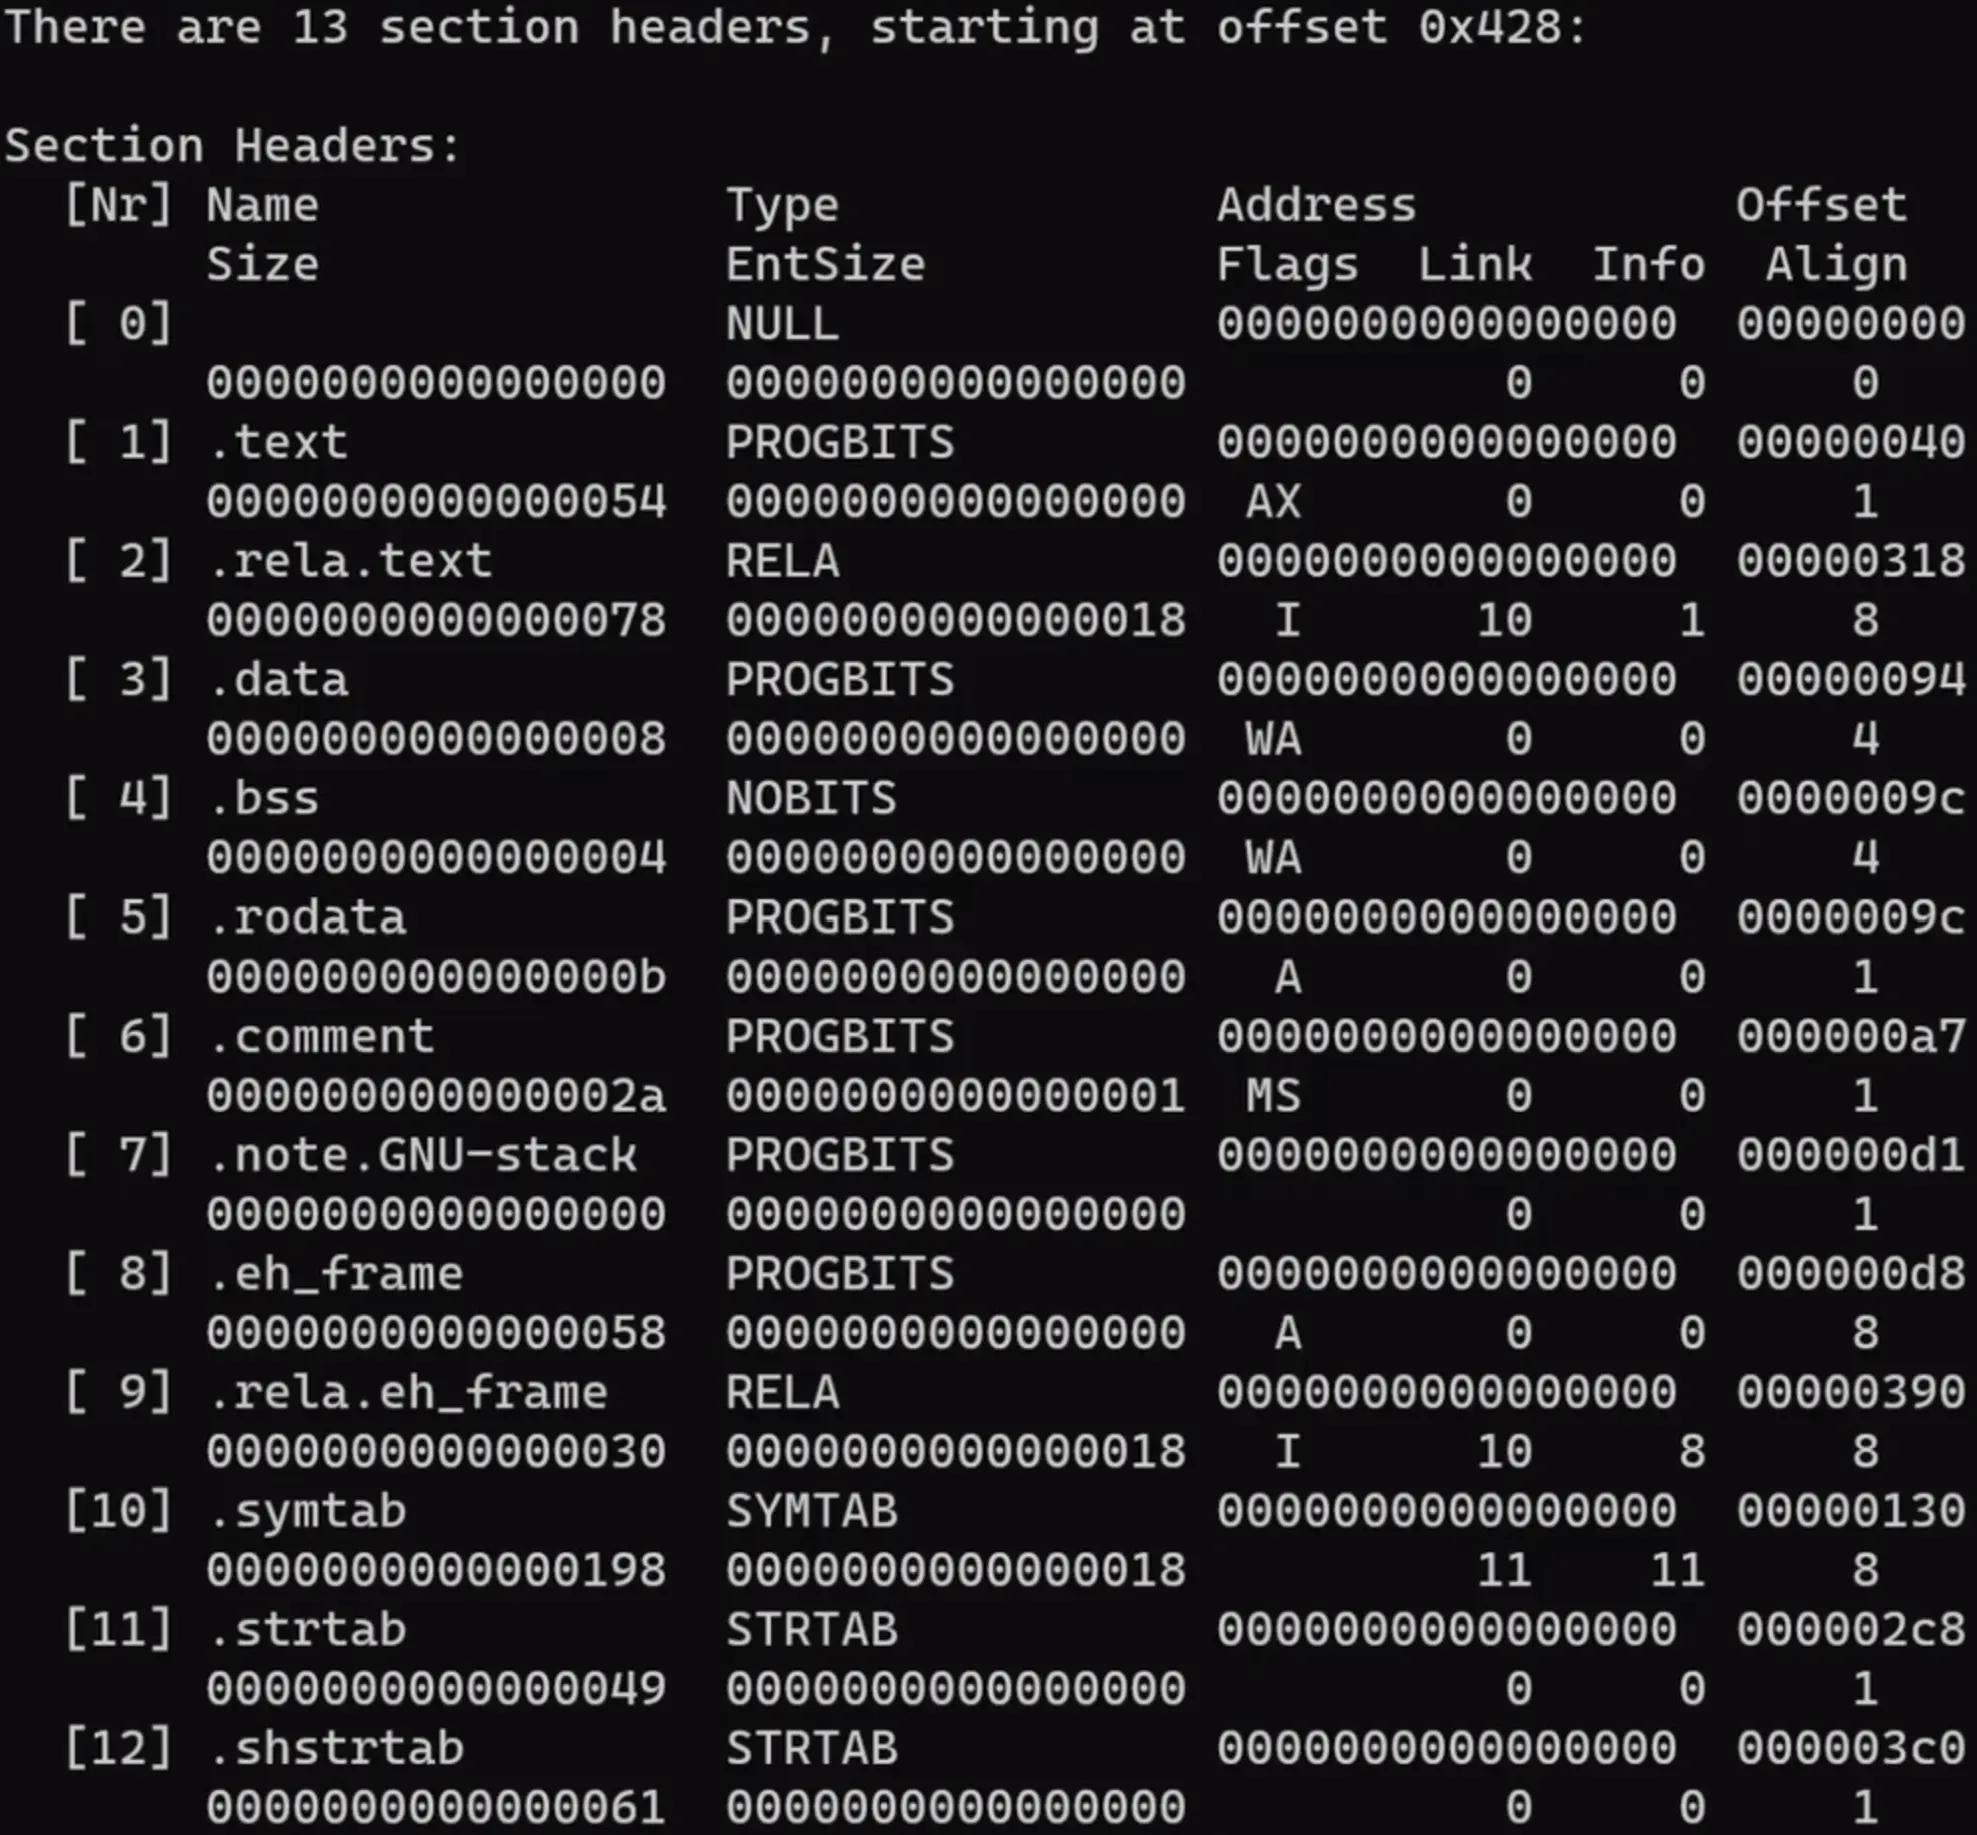 There are 13 section headers, starting at offset 0x428:
Section Headers:
[Nr] Name Type Address Offset
Size EntSize Flags Link Info Align
[ 0] NULL 0000000000000000 00000000
0000000000000000 0000000000000000 0 0 0
[ 1] .text PROGBITS 0000000000000000 00000040
0000000000000054 0000000000000000 AX 0 0 1
[ 2] .rela.text RELA 0000000000000000 00000318
0000000000000078 0000000000000018 I 10 1 8
[ 3] .data PROGBITS 0000000000000000 00000094
0000000000000008 0000000000000000 WA 0 0 4
[ 4] .bss NOBITS 0000000000000000 0000009c
0000000000000004 0000000000000000 WA 0 0 4
[ 5] .rodata PROGBITS 0000000000000000 0000009c
000000000000000b 0000000000000000 A 0 0 1
[ 6] .comment PROGBITS 0000000000000000 000000a7
000000000000002a 0000000000000001 MS 0 0 1
[ 7] .note.GNU-stack PROGBITS 0000000000000000 000000d1
0000000000000000 0000000000000000 0 0 1
[ 8] .eh_frame PROGBITS 0000000000000000 000000d8
0000000000000058 0000000000000000 A 0 0 8
[ 9] .rela.eh_frame RELA 0000000000000000 00000390
0000000000000030 0000000000000018 I 10 8 8
[10] .symtab SYMTAB 0000000000000000 00000130
0000000000000198 0000000000000018 11 11 8
[11] .strtab STRTAB 0000000000000000 000002c8
0000000000000049 0000000000000000 0 0 1
[12] .shstrtab STRTAB 0000000000000000 000003c0
0000000000000061 0000000000000000 0 0 1